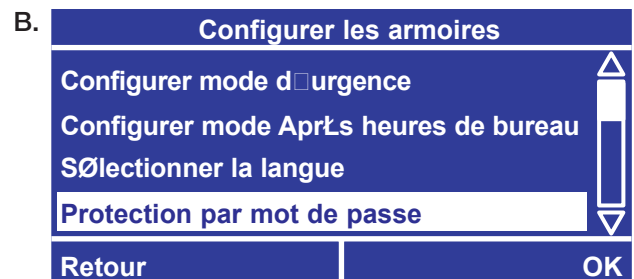 B.
Configurer les armoires
Configurer mode d□urgence
Configurer mode AprŁs heures de bureau
SØlectionner la langue
Protection par mot de passe
Retour OK